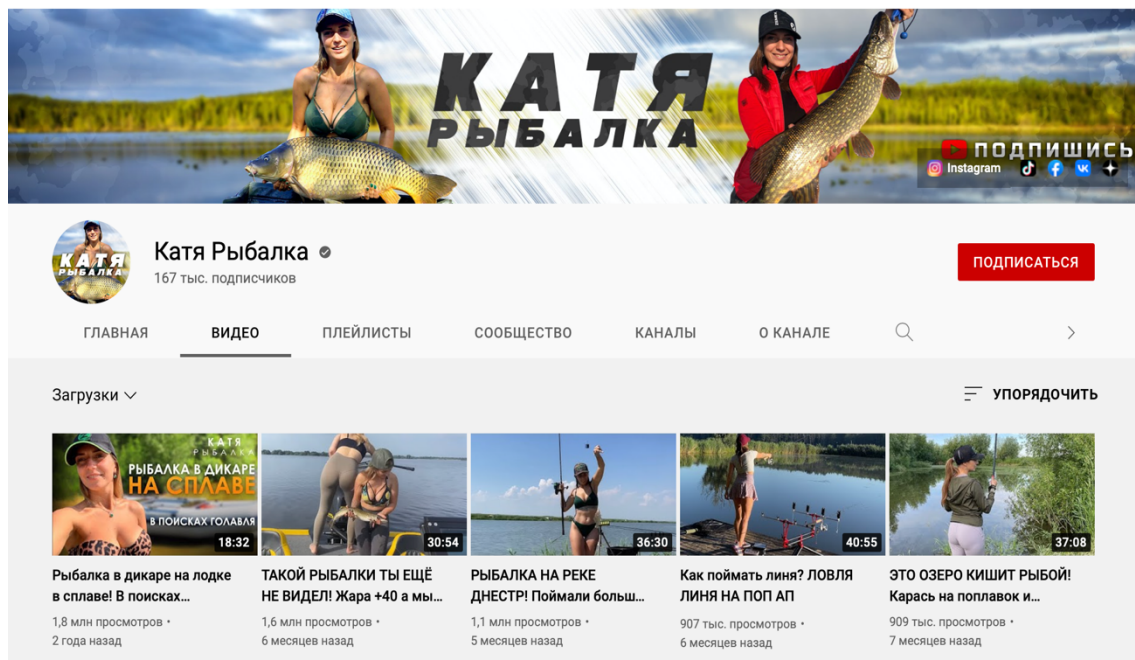 КАТЯ
РЫБАЛКА
ПОДПИШИСЬ
Instagram
КАТЯ
РЫБАЛКА
Катя Рыбалка
167 тыс. подписчиков
ПОДПИСАТЬСЯ
ГЛАВНАЯ ВИДЕО ПЛЕЙЛИСТЫ СООБЩЕСТВО КАНАЛЫ О КАНАЛЕ
Загрузки
УПОРЯДОЧИТЬ
КАТЯ
РЫБАЛКА
РЫБАЛКА В ДИКАРЕ
НА СПЛАВЕ
В ПОИСКАХ ГОЛАВЛЯ
18:32
Рыбалка в дикаре на лодке
в сплаве! В поисках...
1,8 млн просмотров •
2 года назад
30:54
ТАКОЙ РЫБАЛКИ ТЫ ЕЩЁ
НЕ ВИДЕЛ! Жара +40 а мы...
1,6 млн просмотров •
6 месяцев назад
36:30
РЫБАЛКА НА РЕКЕ
ДНЕСТР! Поймали больш...
1,1 млн просмотров •
5 месяцев назад
40:55
Как поймать линя? ЛОВЛЯ
ЛИНЯ НА ПОП АП
907 тыс. просмотров •
6 месяцев назад
37:08
ЭТО ОЗЕРО КИШИТ РЫБОЙ!
Карась на поплавок и...
909 тыс. просмотров •
7 месяцев назад